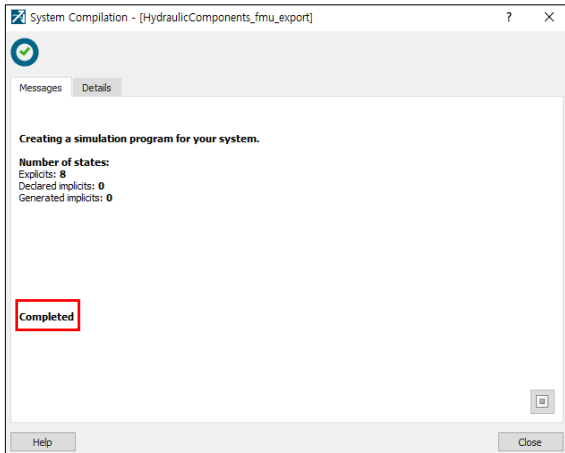 System Compilation - [HydraulicComponents_fmu_export]
?
Messages
Details
Creating a simulation program for your system.
Number of states:
Explicits: 8
Declared implicits: 0
Generated implicits: 0
Completed
Help
Close